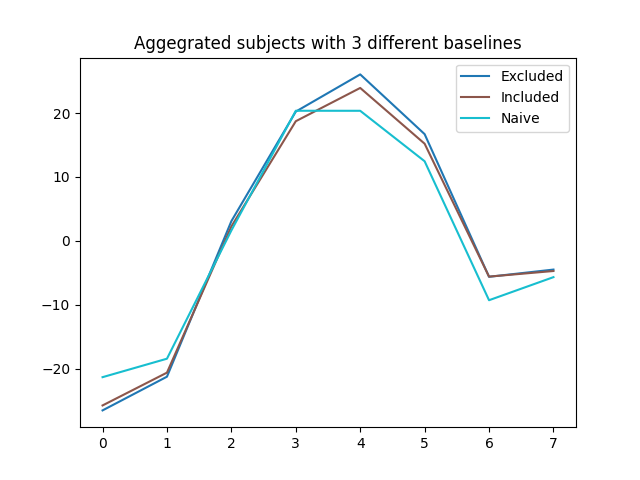 Aggegrated subjects with 3 different baselines
Excluded
Included
Naive
20
10
0
−10
−20
0 1 2 3 4 5 6 7